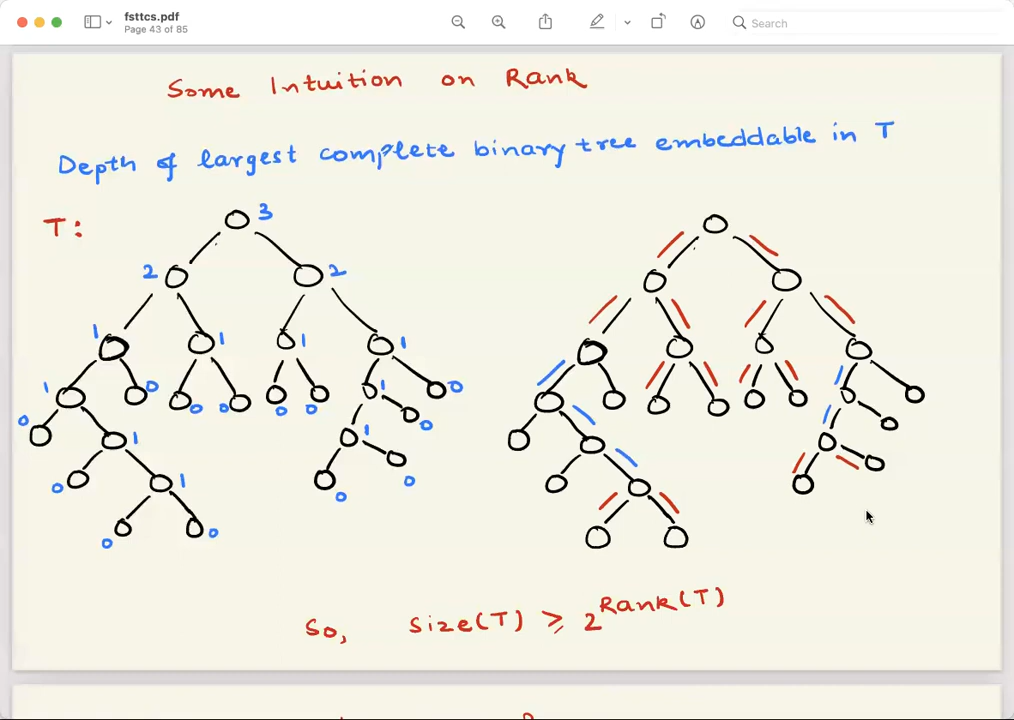 fsttcs.pdf
Page 43 of 85
Search
Some Intuition on Rank
Depth of largest complete binary tree embeddable in T
T:
3
2 2
1 1 1 1
1 0 0 0 0 0 1 0
0 1 1 0
0 1 0 0
0 0
So, Size(T) ≥ 2^Rank(T)